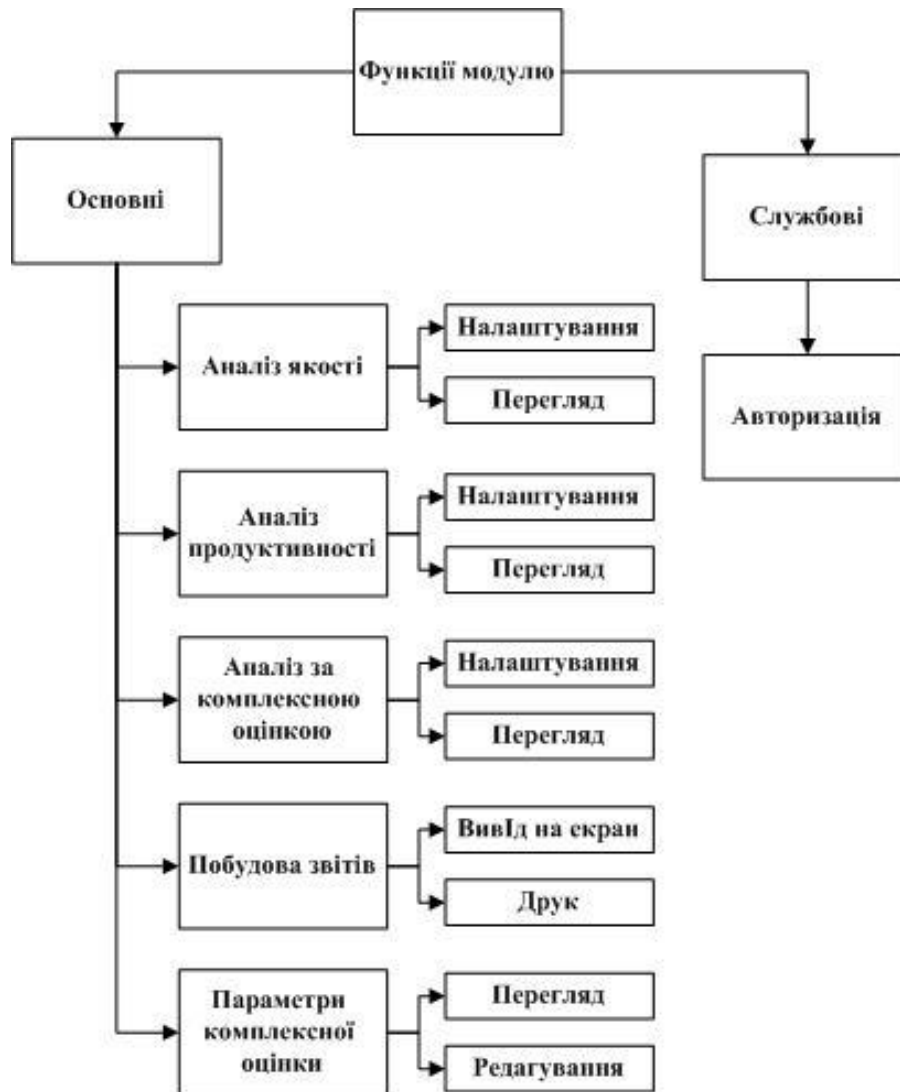 Функції модулю
Основні
Службові
Аналіз якості
Налаштування
Перегляд
Авторизація
Аналіз
продуктивності
Налаштування
Перегляд
Аналіз за
комплексною
оцінкою
Налаштування
Перегляд
Побудова звітів
ВивІд на екран
Друк
Параметри
комплексної
оцінки
Перегляд
Редагування